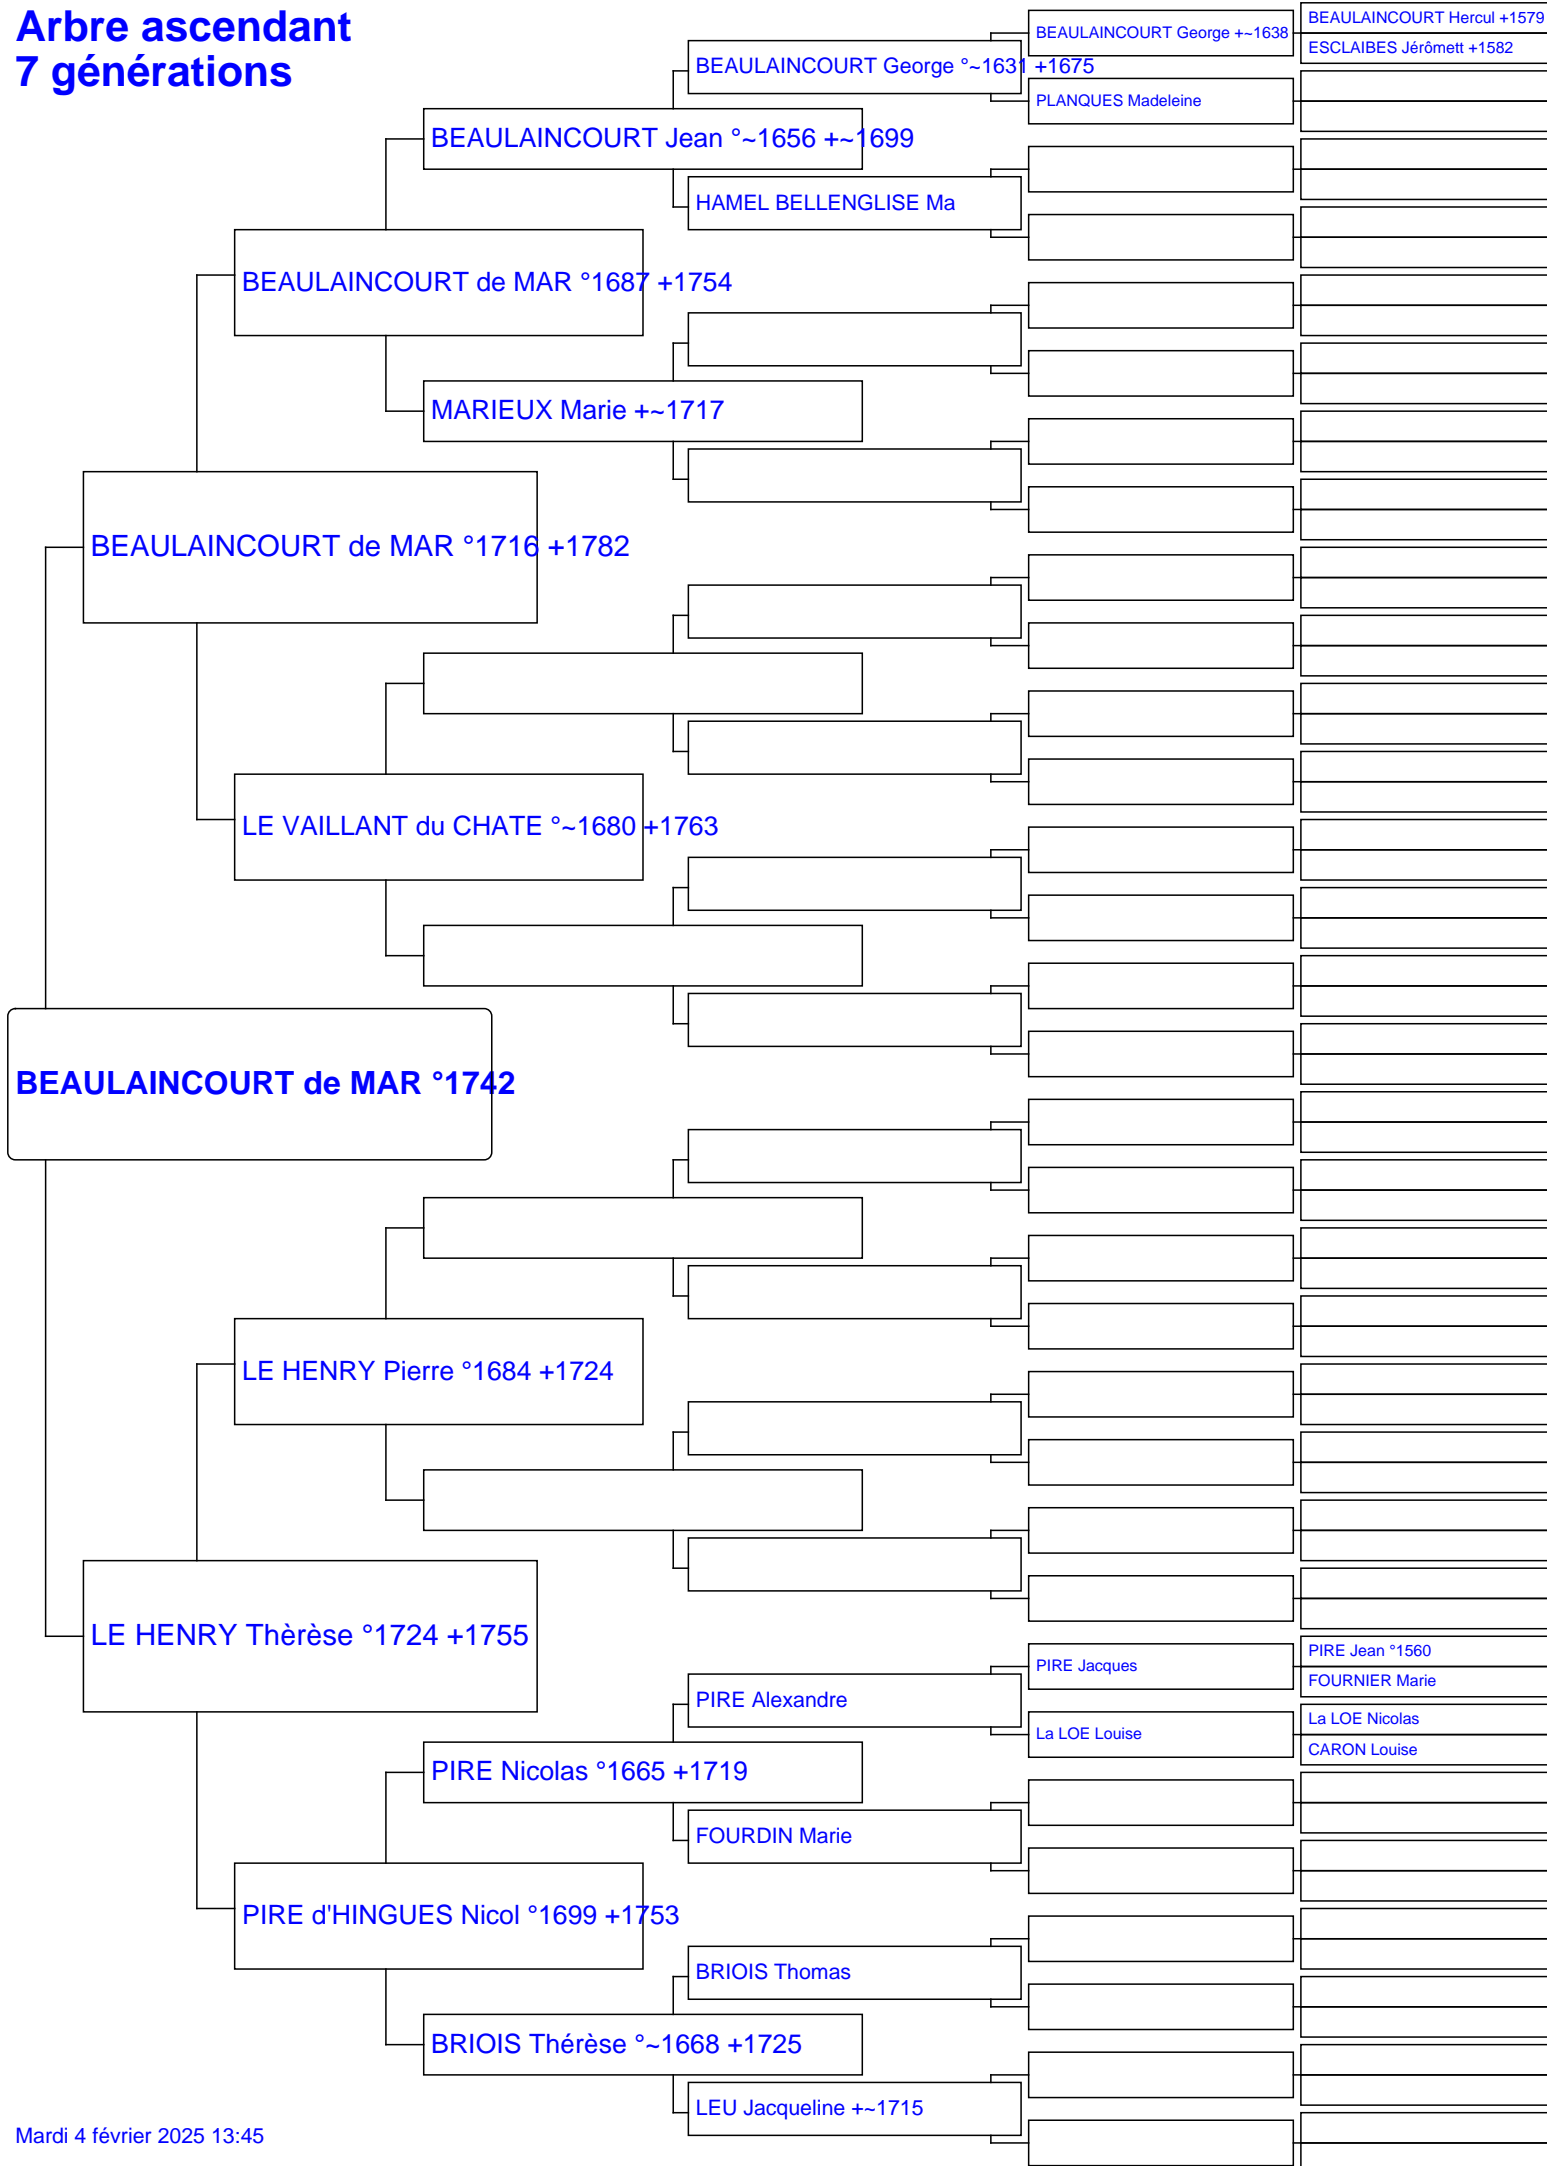 Arbre ascendant
7 générations
BEAULAINCOURT Hercul +1579
BEAULAINCOURT George +~1638
ESCLAIBES Jérômett +1582
BEAULAINCOURT George °~1631 +1675
PLANQUES Madeleine
BEAULAINCOURT Jean °~1656 +~1699
HAMEL BELLENGLISE Ma
BEAULAINCOURT de MAR °1687 +1754
MARIEUX Marie +~1717
BEAULAINCOURT de MAR °1716 +1782
LE VAILLANT du CHATE °~1680 +1763
BEAULAINCOURT de MAR °1742
LE HENRY Pierre °1684 +1724
LE HENRY Thèrèse °1724 +1755
PIRE Jean °1560
PIRE Jacques
FOURNIER Marie
PIRE Alexandre
La LOE Nicolas
La LOE Louise
CARON Louise
PIRE Nicolas °1665 +1719
FOURDIN Marie
PIRE d'HINGUES Nicol °1699 +1753
BRIOIS Thomas
BRIOIS Thérèse °~1668 +1725
LEU Jacqueline +~1715
Mardi 4 février 2025 13:45